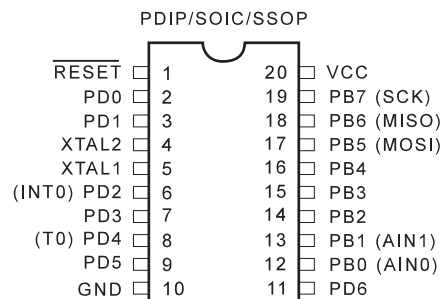 PDIP/SOIC/SSOP
RESET 1 20 VCC
PD0 2 19 PB7 (SCK)
PD1 3 18 PB6 (MISO)
XTAL2 4 17 PB5 (MOSI)
XTAL1 5 16 PB4
(INT0) PD2 6 15 PB3
PD3 7 14 PB2
(T0) PD4 8 13 PB1 (AIN1)
PD5 9 12 PB0 (AIN0)
GND 10 11 PD6